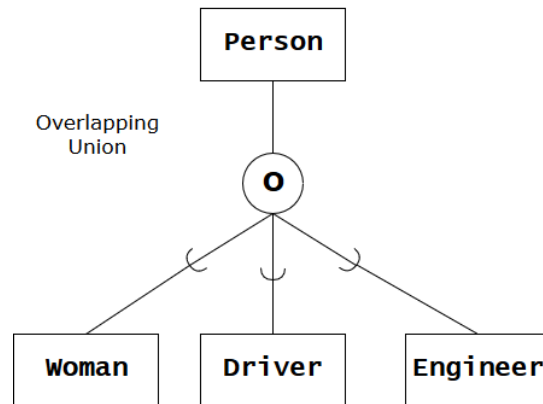 Person
Overlapping
Union
O
Woman
Driver
Engineer